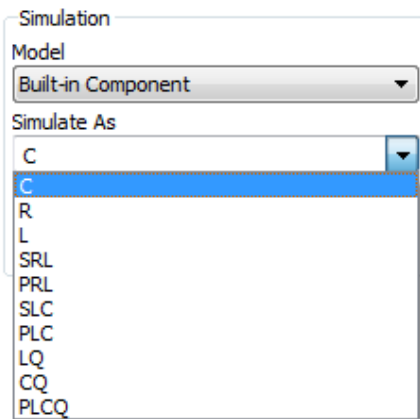 Simulation
Model
Built-in Component
Simulate As
C
C
R
L
SRL
PRL
SLC
PLC
LQ
CQ
PLCQ